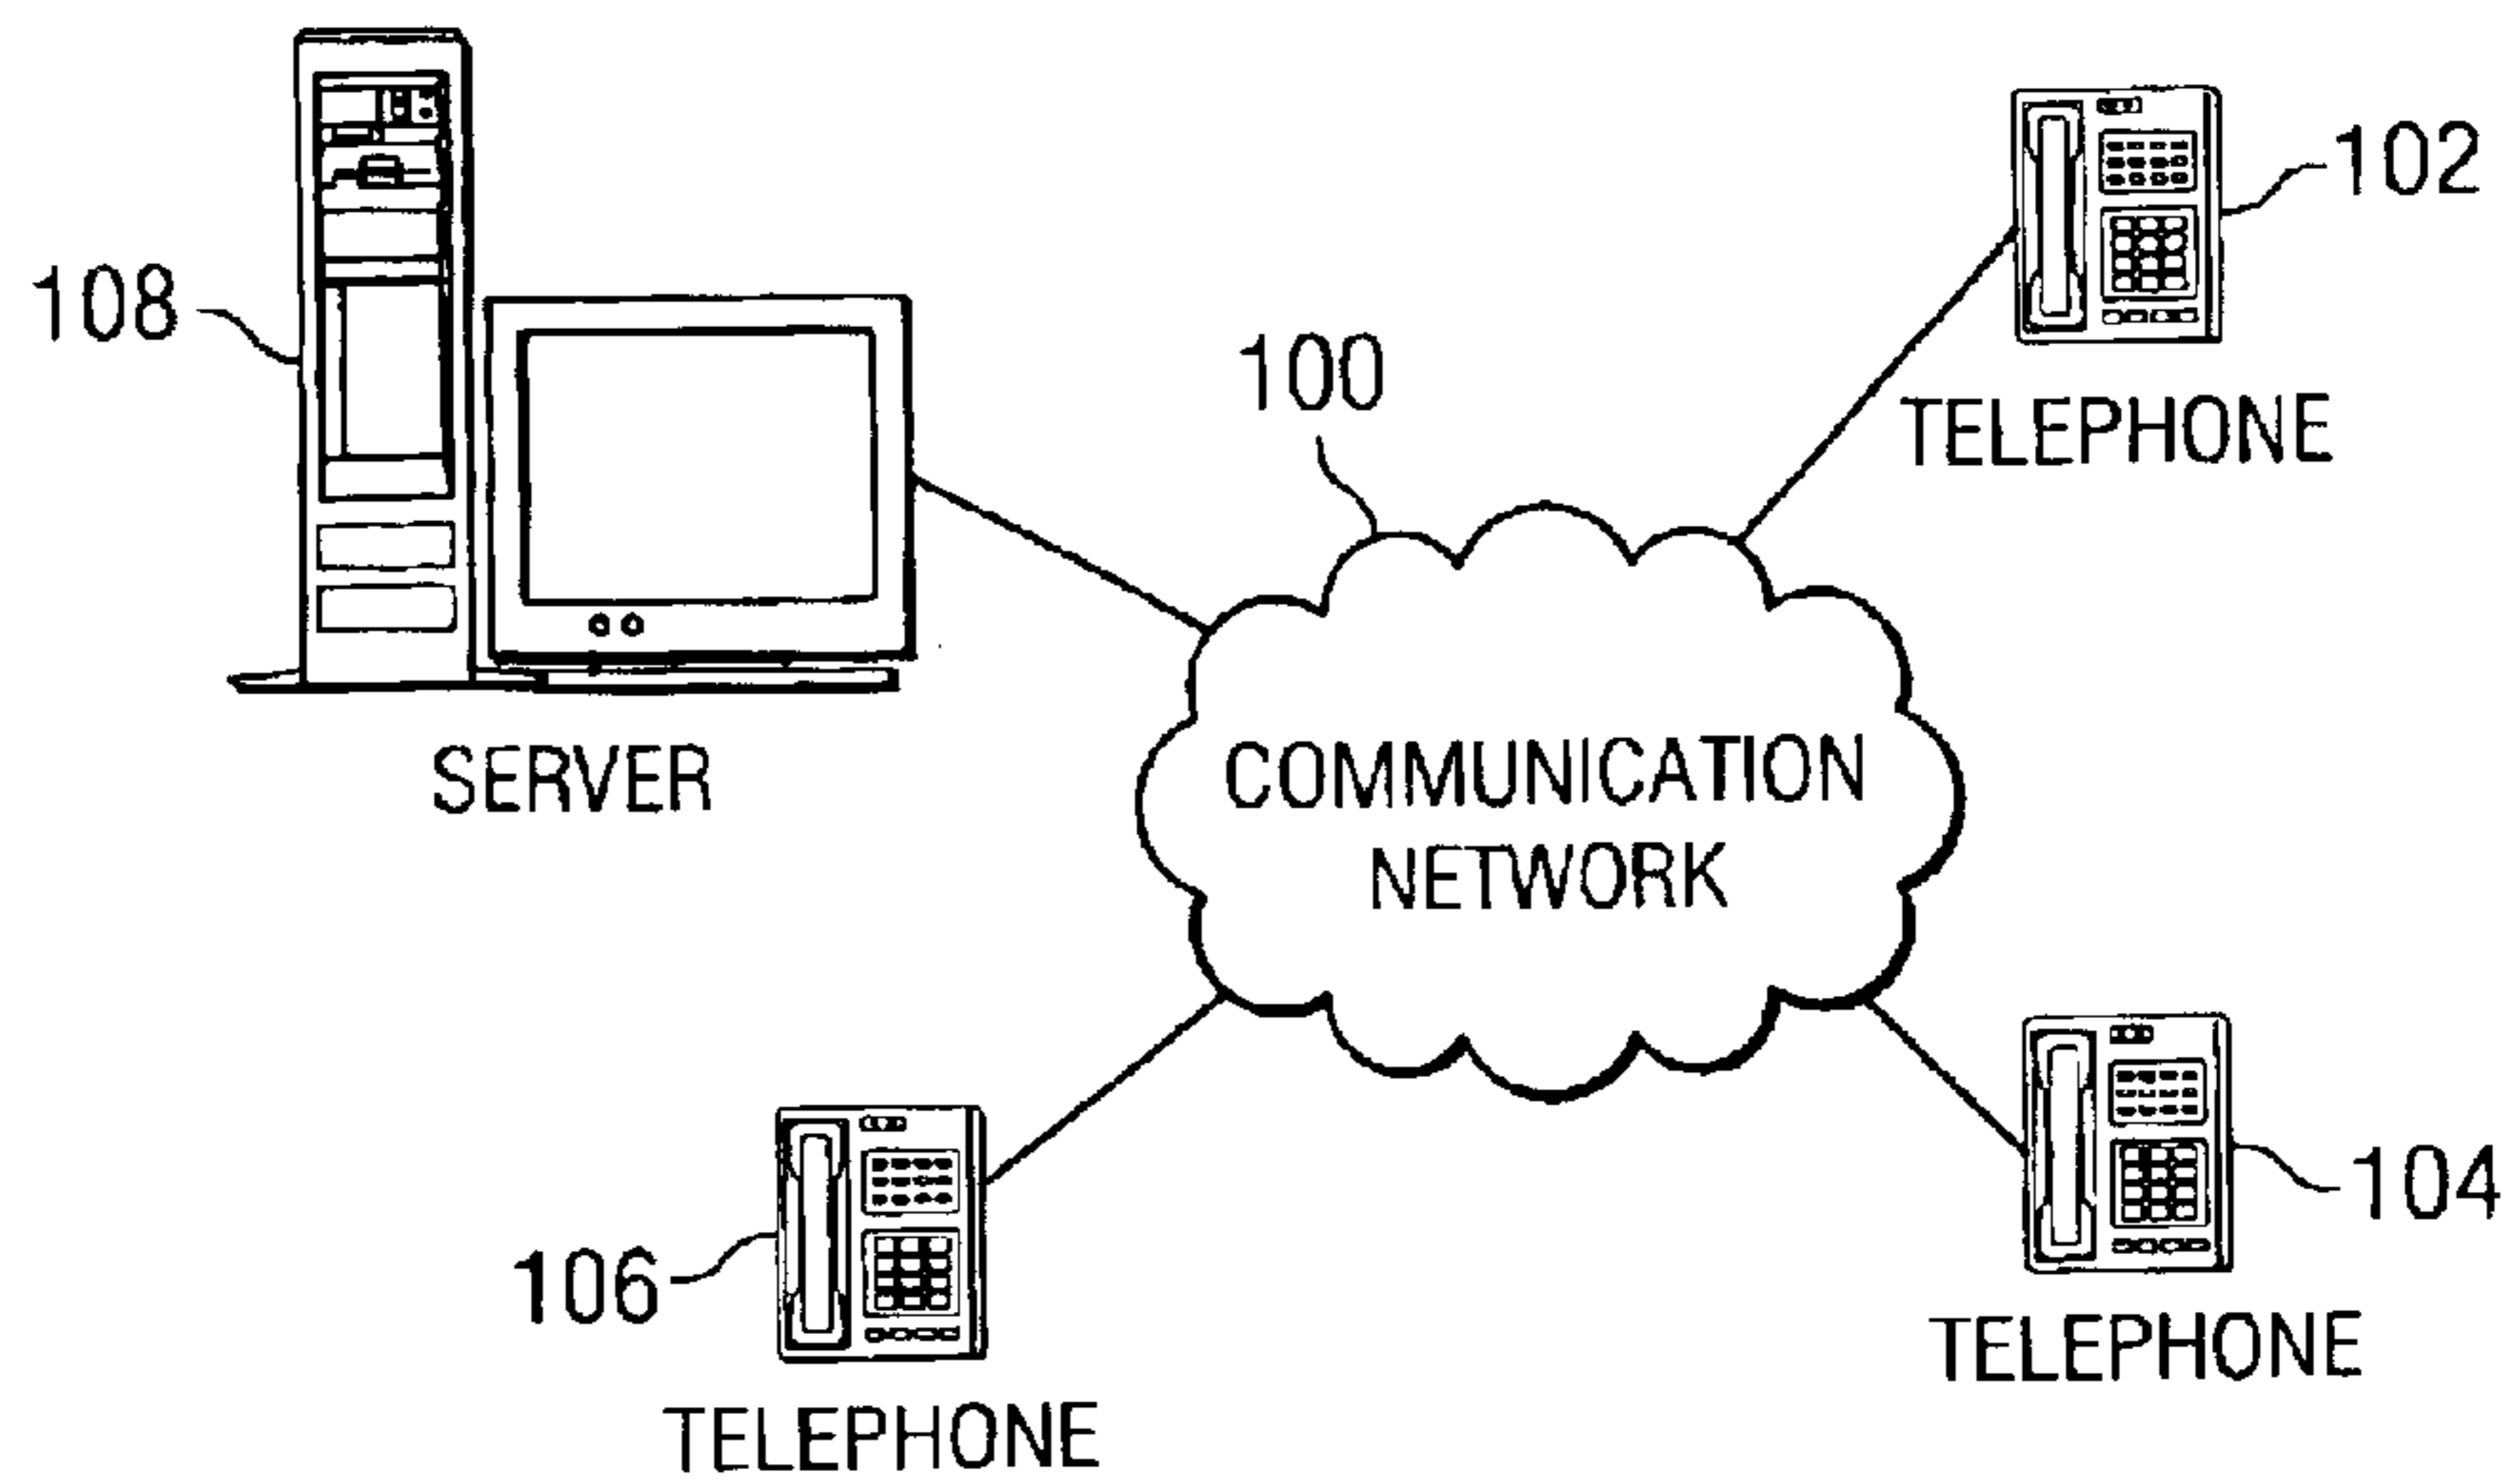 102
108
100
TELEPHONE
SERVER
COMMUNICATION
NETWORK
104
106
TELEPHONE
TELEPHONE